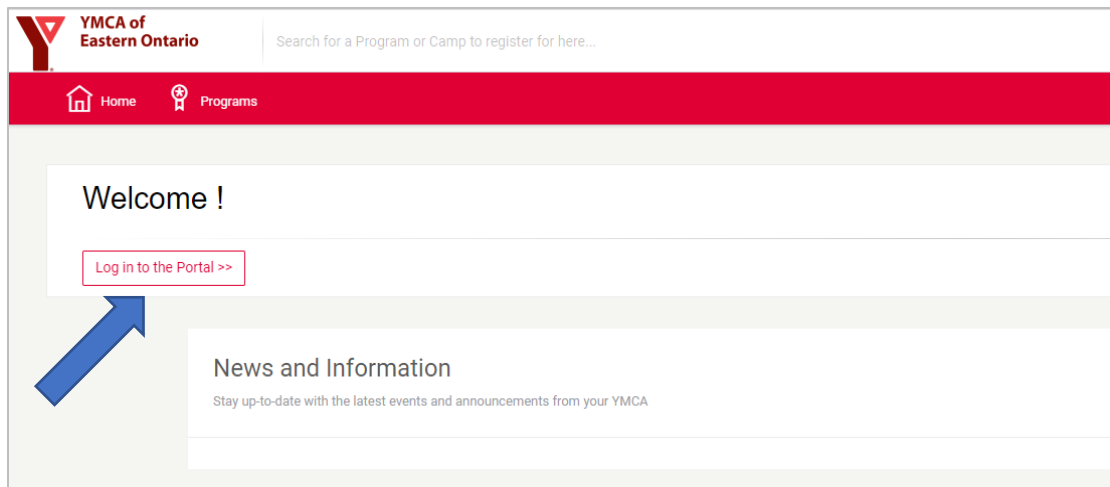 YMCA of
Eastern Ontario
Search for a Program or Camp to register for here...
Home
Programs
Welcome !
Log in to the Portal >>
News and Information
Stay up-to-date with the latest events and announcements from your YMCA